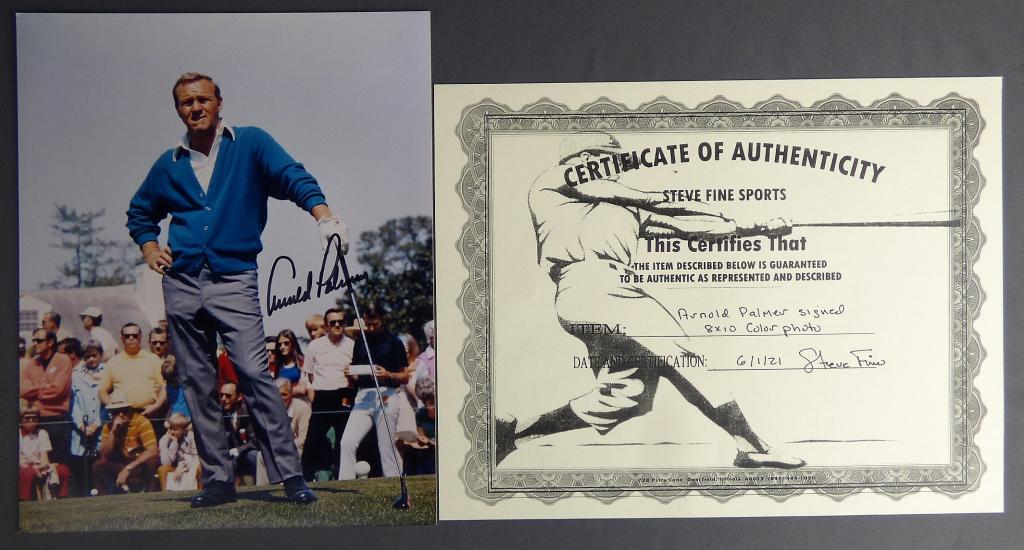 Arnold Palmer
CERTIFICATE OF AUTHENTICITY
STEVE FINE SPORTS
This Certifies That
THE ITEM DESCRIBED BELOW IS GUARANTEED
TO BE AUTHENTIC AS REPRESENTED AND DESCRIBED
Arnold Palmer signed
ITEM: 8x10 Color photo
DATE AND CERTIFICATION: 6/1/21 Steve Fine
Deerfield, Illinois